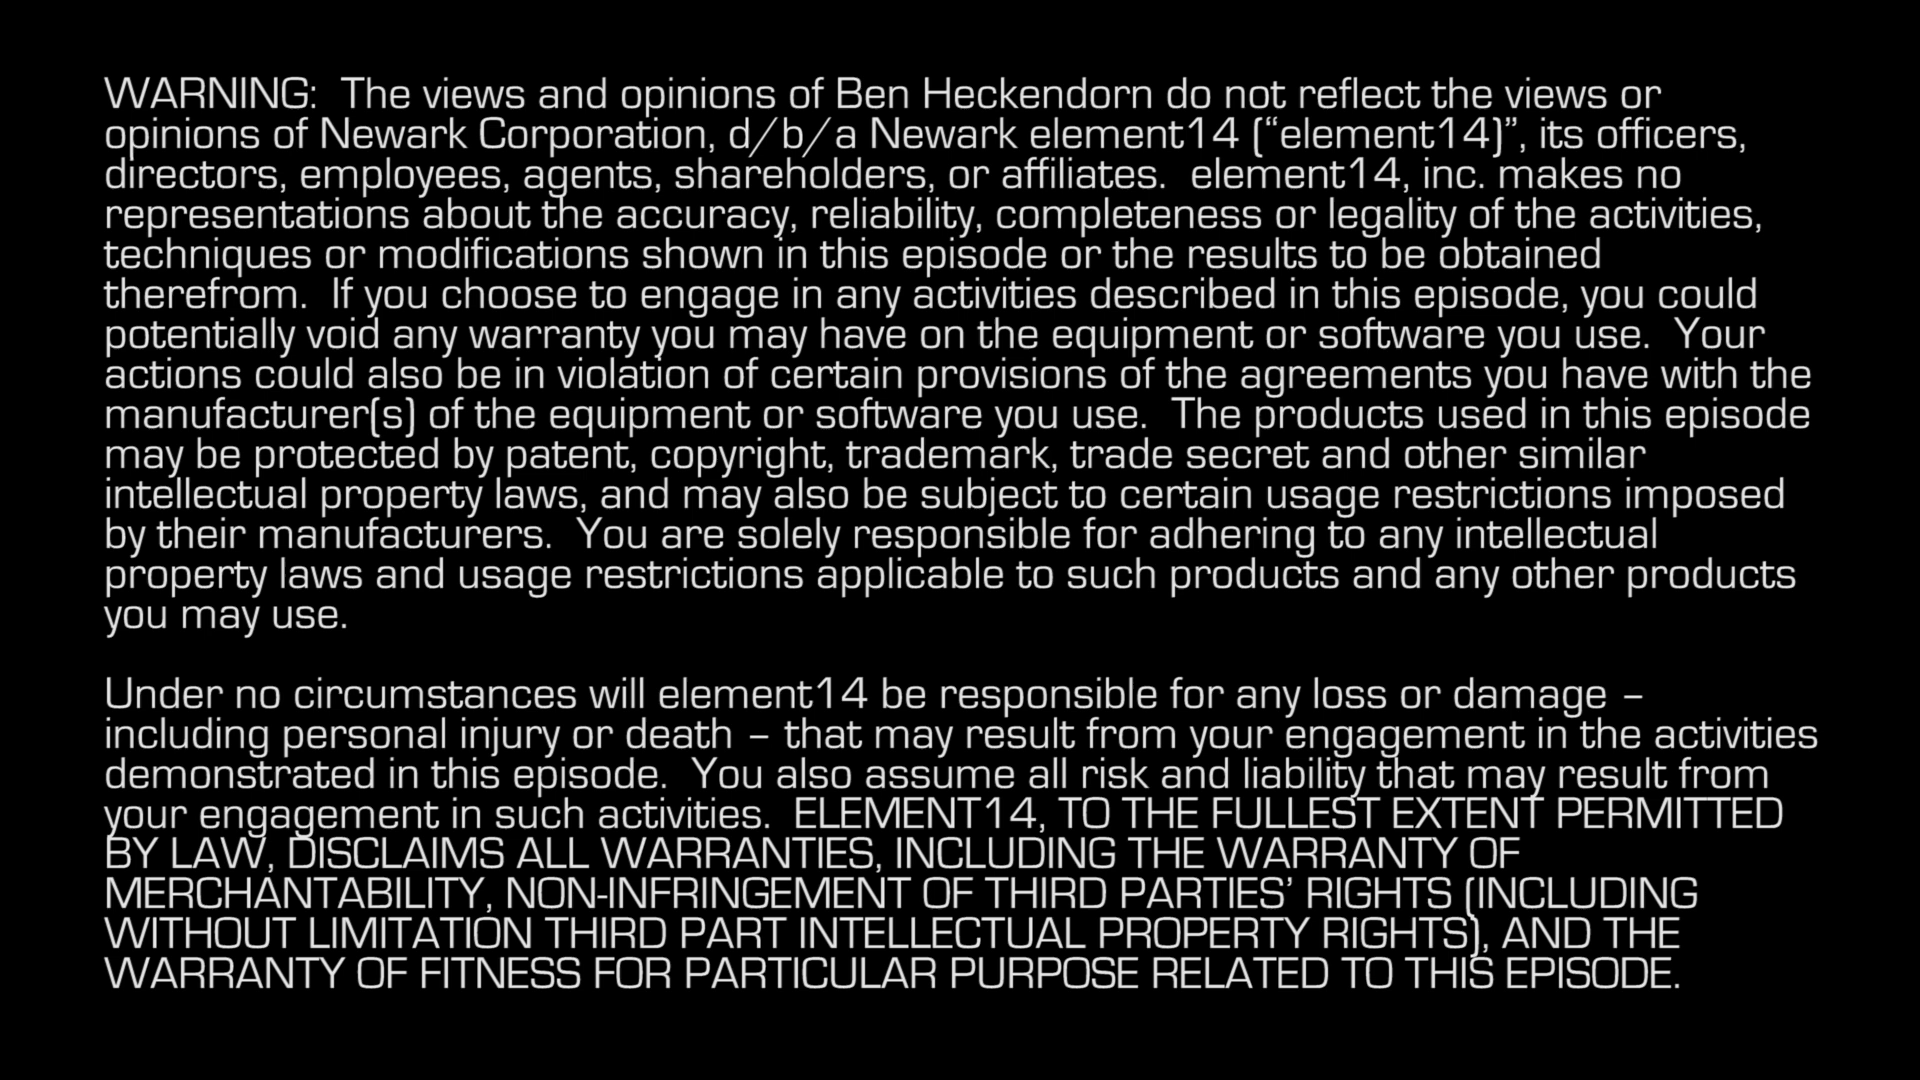 WARNING:  The views and opinions of Ben Heckendorn do not reflect the views or
opinions of Newark Corporation, d/b/a Newark element14 (“element14)”, its officers,
directors, employees, agents, shareholders, or affiliates.  element14, inc. makes no
representations about the accuracy, reliability, completeness or legality of the activities,
techniques or modifications shown in this episode or the results to be obtained
therefrom.  If you choose to engage in any activities described in this episode, you could
potentially void any warranty you may have on the equipment or software you use.  Your
actions could also be in violation of certain provisions of the agreements you have with the
manufacturer(s) of the equipment or software you use.  The products used in this episode
may be protected by patent, copyright, trademark, trade secret and other similar
intellectual property laws, and may also be subject to certain usage restrictions imposed
by their manufacturers.  You are solely responsible for adhering to any intellectual
property laws and usage restrictions applicable to such products and any other products
you may use.

Under no circumstances will element14 be responsible for any loss or damage –
including personal injury or death – that may result from your engagement in the activities
demonstrated in this episode.  You also assume all risk and liability that may result from
your engagement in such activities.  ELEMENT14, TO THE FULLEST EXTENT PERMITTED
BY LAW, DISCLAIMS ALL WARRANTIES, INCLUDING THE WARRANTY OF
MERCHANTABILITY, NON-INFRINGEMENT OF THIRD PARTIES’ RIGHTS (INCLUDING
WITHOUT LIMITATION THIRD PART INTELLECTUAL PROPERTY RIGHTS), AND THE
WARRANTY OF FITNESS FOR PARTICULAR PURPOSE RELATED TO THIS EPISODE.